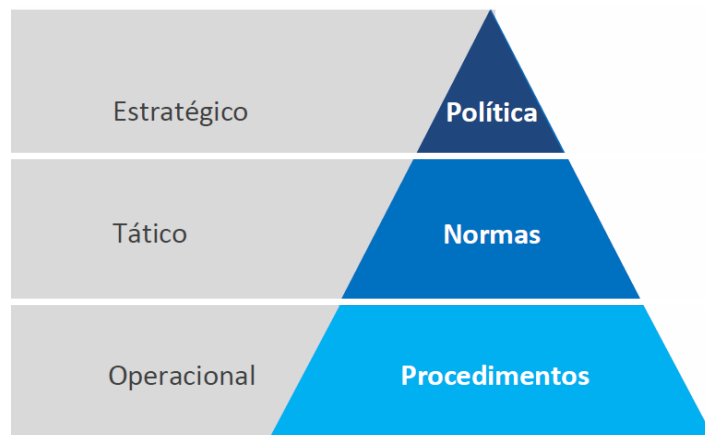 Estratégico
Política
Tático
Normas
Operacional
Procedimentos